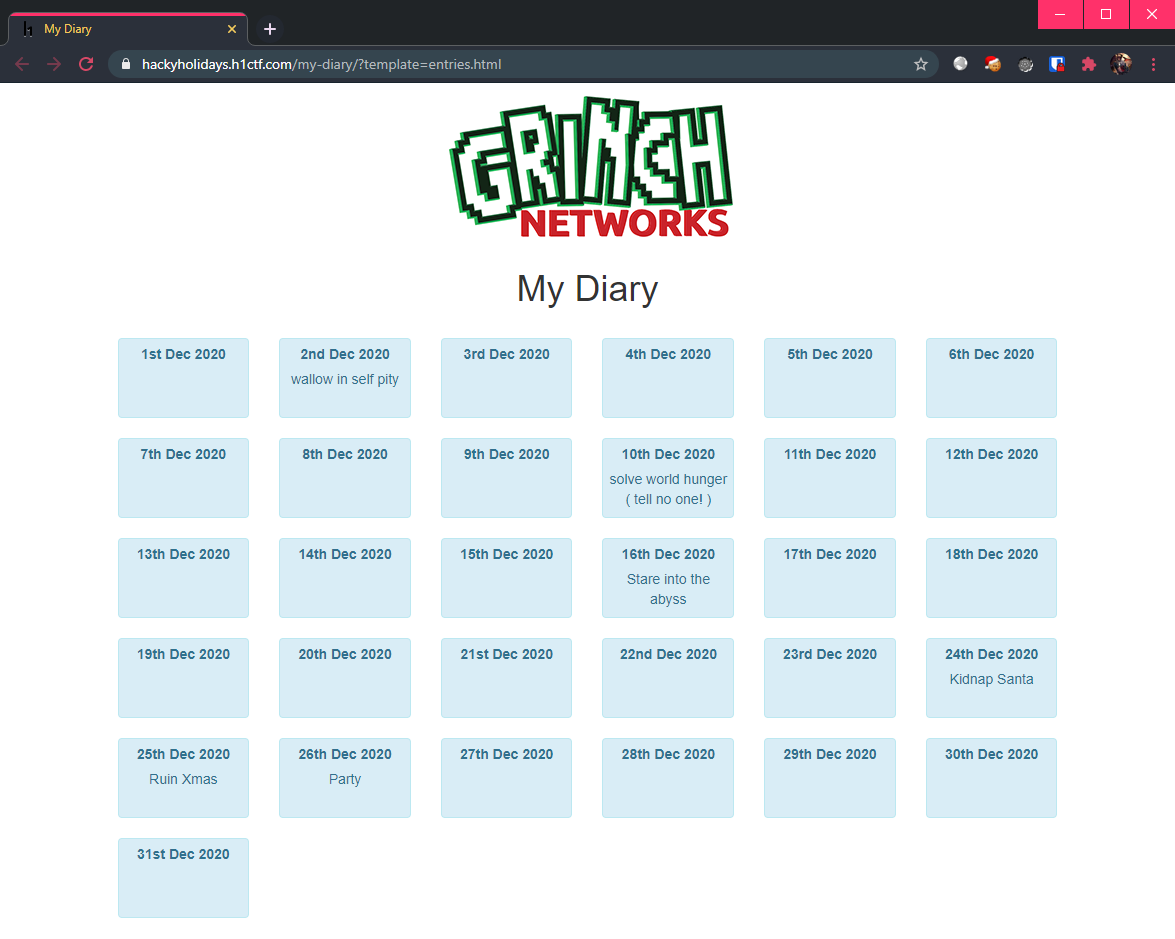 My Diary
hackyholidays.h1ctf.com/my-diary/?template=entries.html
GRINCH
NETWORKS
My Diary
1st Dec 2020
2nd Dec 2020
wallow in self pity
3rd Dec 2020
4th Dec 2020
5th Dec 2020
6th Dec 2020
7th Dec 2020
8th Dec 2020
9th Dec 2020
10th Dec 2020
solve world hunger
( tell no one! )
11th Dec 2020
12th Dec 2020
13th Dec 2020
14th Dec 2020
15th Dec 2020
16th Dec 2020
Stare into the
abyss
17th Dec 2020
18th Dec 2020
19th Dec 2020
20th Dec 2020
21st Dec 2020
22nd Dec 2020
23rd Dec 2020
24th Dec 2020
Kidnap Santa
25th Dec 2020
Ruin Xmas
26th Dec 2020
Party
27th Dec 2020
28th Dec 2020
29th Dec 2020
30th Dec 2020
31st Dec 2020